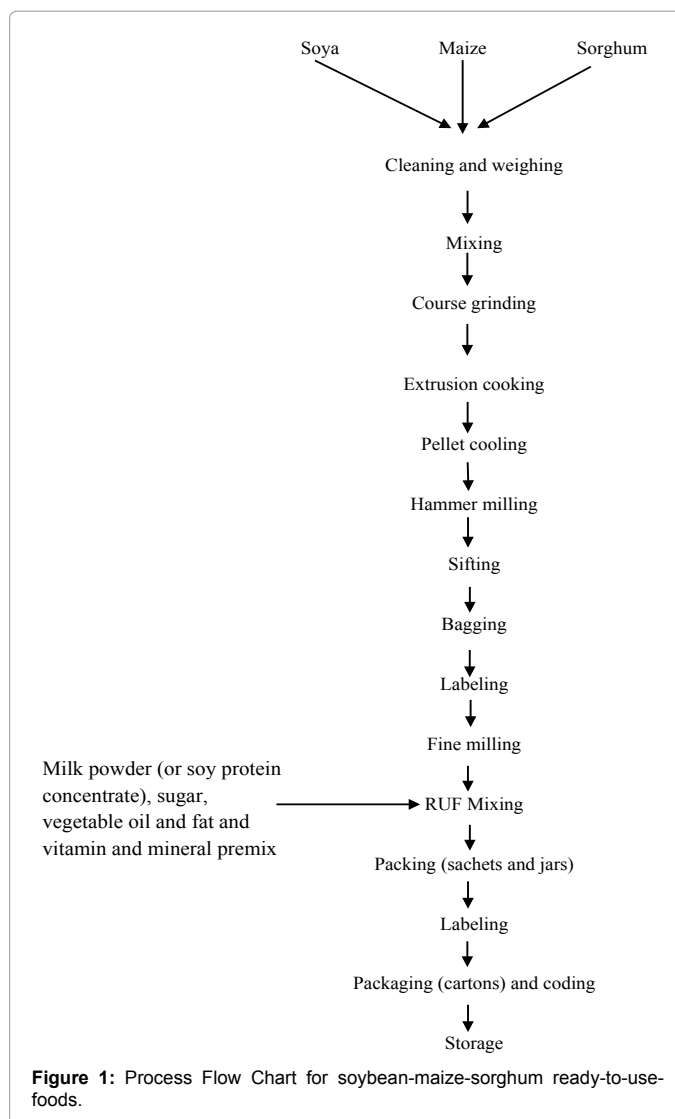 Soya Maize Sorghum
Cleaning and weighing
Mixing
Course grinding
Extrusion cooking
Pellet cooling
Hammer milling
Sifting
Bagging
Labeling
Fine milling
Milk powder (or soy protein
concentrate), sugar,
vegetable oil and fat and
vitamin and mineral premix
RUF Mixing
Packing (sachets and jars)
Labeling
Packaging (cartons) and coding
Storage
Figure 1: Process Flow Chart for soybean-maize-sorghum ready-to-use-
foods.